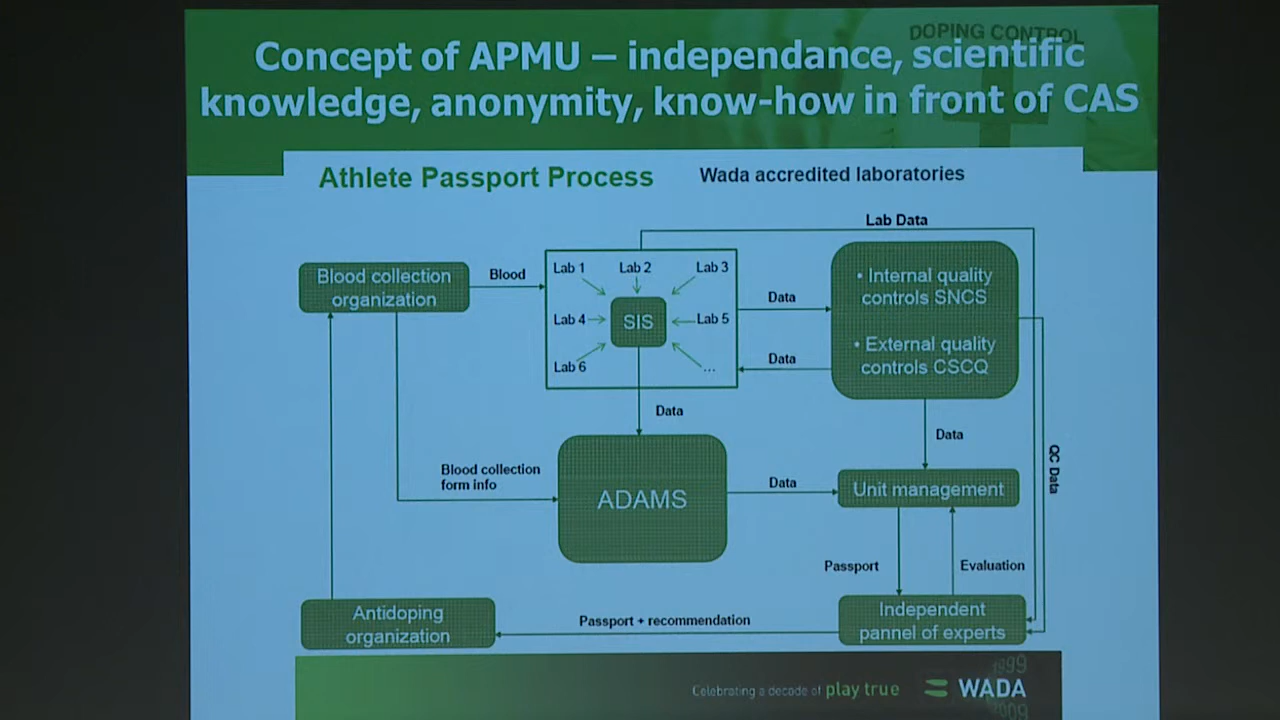 DOPING CONTROL
Concept of APMU – independance, scientific
knowledge, anonymity, know-how in front of CAS
Athlete Passport Process
Wada accredited laboratories
Lab Data
Blood collection
organization
Blood
Lab 1
Lab 2
Lab 3
Lab 4
SIS
Lab 5
Lab 6
...
Data
Data
• Internal quality
controls SNCS
• External quality
controls CSCQ
Data
Data
QC Data
Blood collection
form info
ADAMS
Data
Unit management
Passport
Evaluation
Antidoping
organization
Passport + recommendation
Independent
pannel of experts
Celebrating a decade of play true
1999
WADA
2009